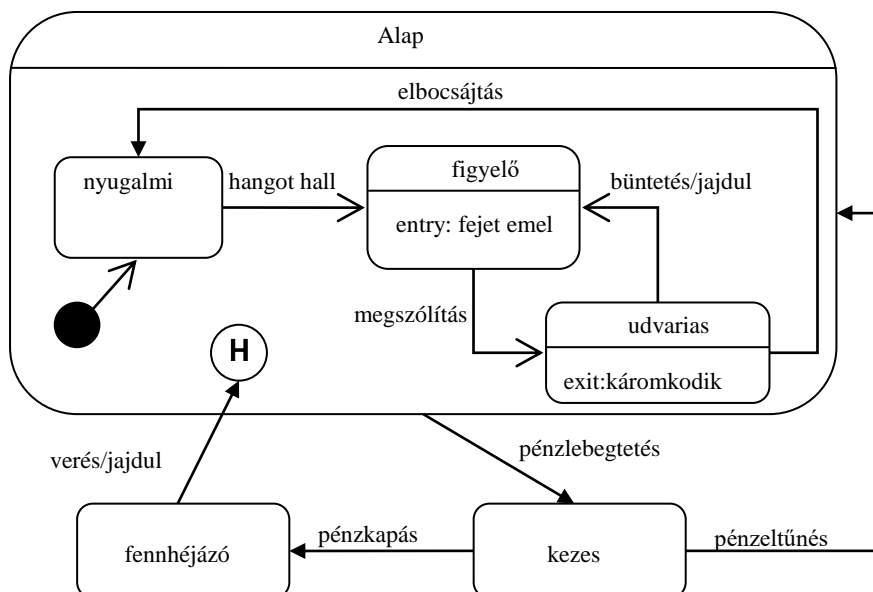 Alap
elbocsájtás
nyugalmi
hangot hall
figyelő
büntetés/jajdul
entry: fejet emel
megszólítás
udvarias
H
exit:káromkodik
verés/jajdul
pénzlebegtetés
fennhéjázó
pénzkapás
kezes
pénzeltűnés